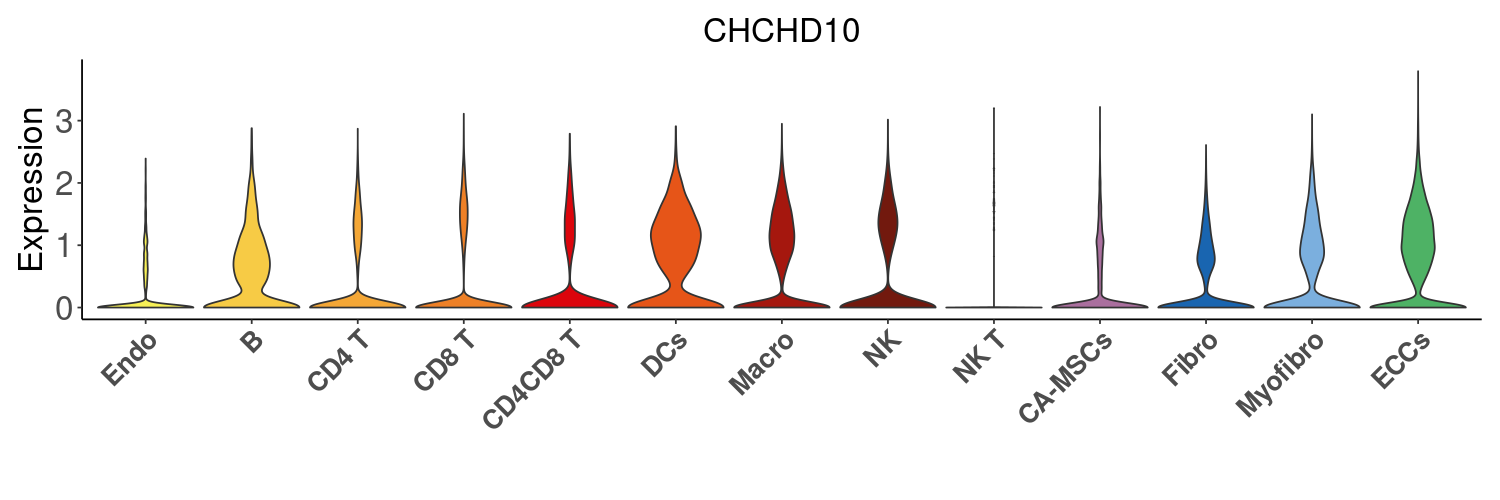 CHCHD10
Expression
3
2
1
0
Endo
B
CD4 T
CD8 T
CD4CD8 T
DCs
Macro
NK
NK T
CA-MSCs
Fibro
Myofibro
ECCs